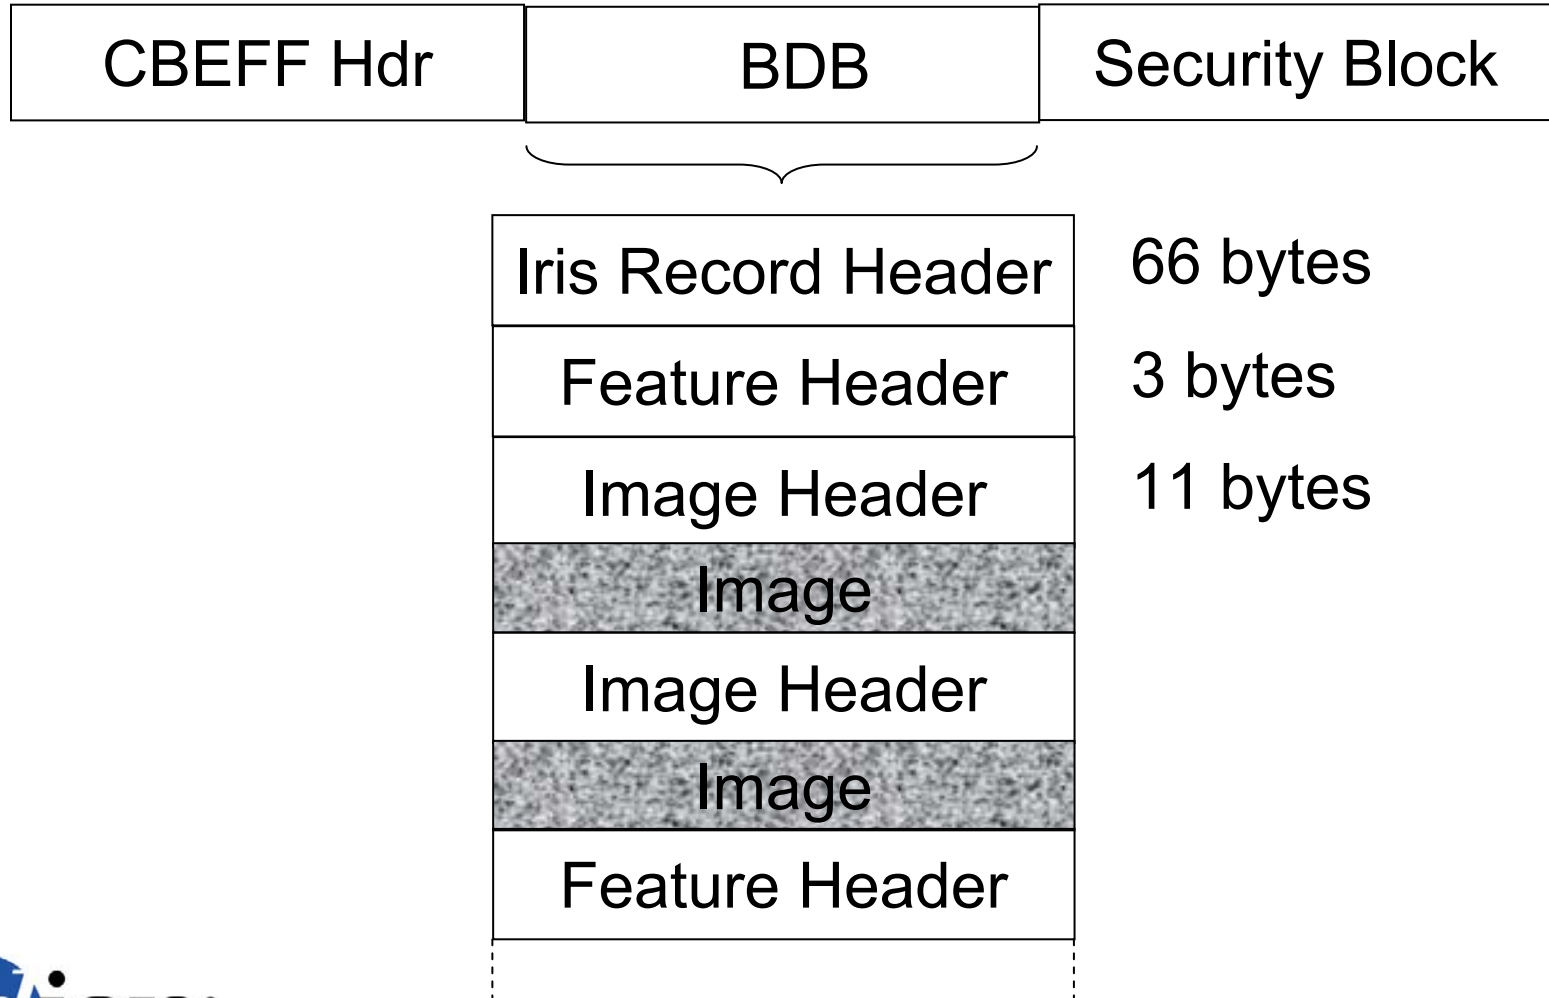 CBEFF Hdr
BDB
Security Block
Iris Record Header
66 bytes
Feature Header
3 bytes
Image Header
11 bytes
Image
Image Header
Image
Feature Header